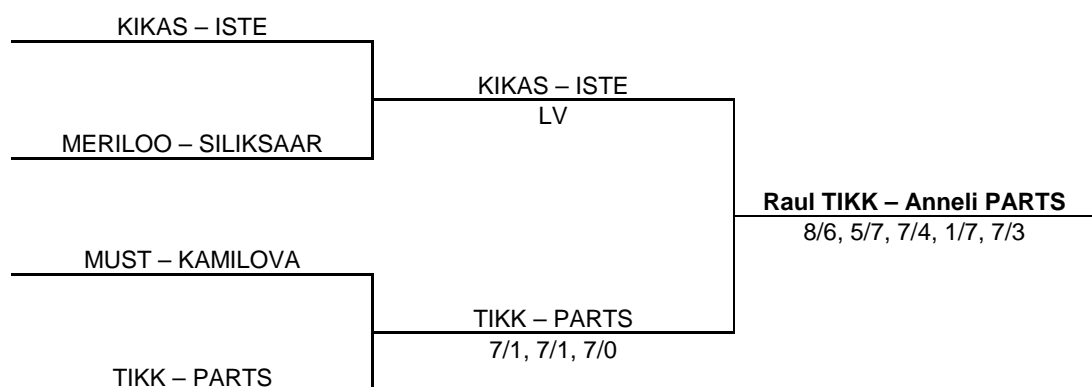 KIKAS – ISTE
KIKAS – ISTE
LV
MERILOO – SILIKSAAR
Raul TIKK – Anneli PARTS
8/6, 5/7, 7/4, 1/7, 7/3
MUST – KAMILOVA
TIKK – PARTS
7/1, 7/1, 7/0
TIKK – PARTS